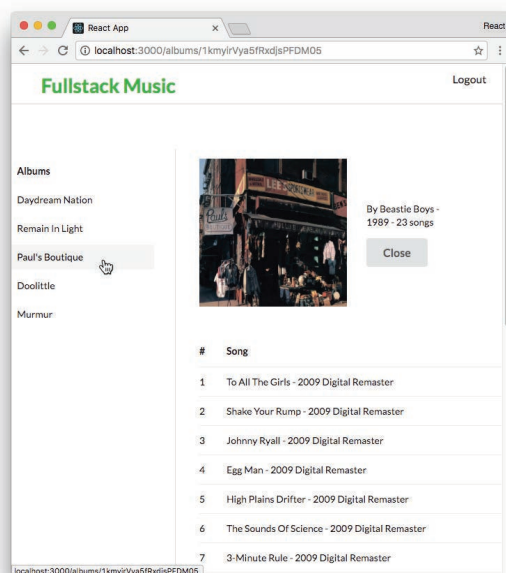 React App
React
localhost:3000/albums/1kmyirVya5fRxdjsPFDM05
Fullstack Music
Logout
Albums
Daydream Nation
Remain In Light
Paul's Boutique
Doolittle
Murmur
Paul's
By Beastie Boys -
1989 - 23 songs
Close
# Song
1 To All The Girls - 2009 Digital Remaster
2 Shake Your Rump - 2009 Digital Remaster
3 Johnny Ryall - 2009 Digital Remaster
4 Egg Man - 2009 Digital Remaster
5 High Plains Drifter - 2009 Digital Remaster
6 The Sounds Of Science - 2009 Digital Remaster
7 3-Minute Rule - 2009 Digital Remaster
localhost:3000/albums/1kmyirVya5fRxdjsPFDM05